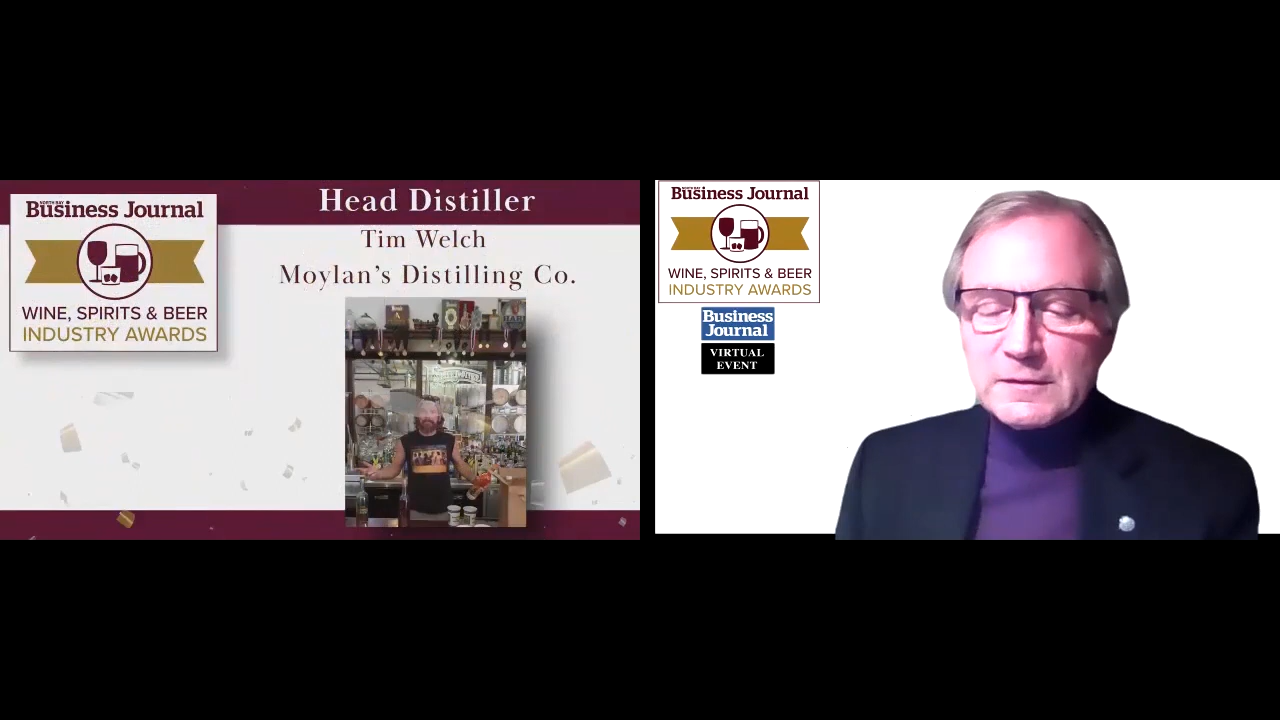 Head Distiller
Tim Welch
Moylan's Distilling Co.
NORTH BAY
Business Journal
WINE, SPIRITS & BEER
INDUSTRY AWARDS
NORTH BAY
Business Journal
WINE, SPIRITS & BEER
INDUSTRY AWARDS
Business
Journal
VIRTUAL
EVENT